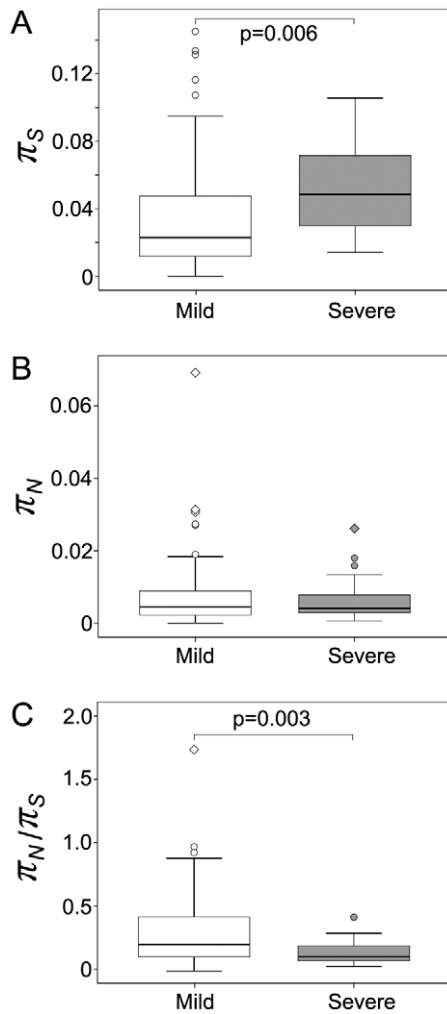 A
p=0.006
0.12
0.08
0.04
0
πS
Mild Severe
B
0.06
0.04
0.02
0
πN
Mild Severe
C
p=0.003
2.0
1.5
1.0
0.5
0
πN/πS
Mild Severe